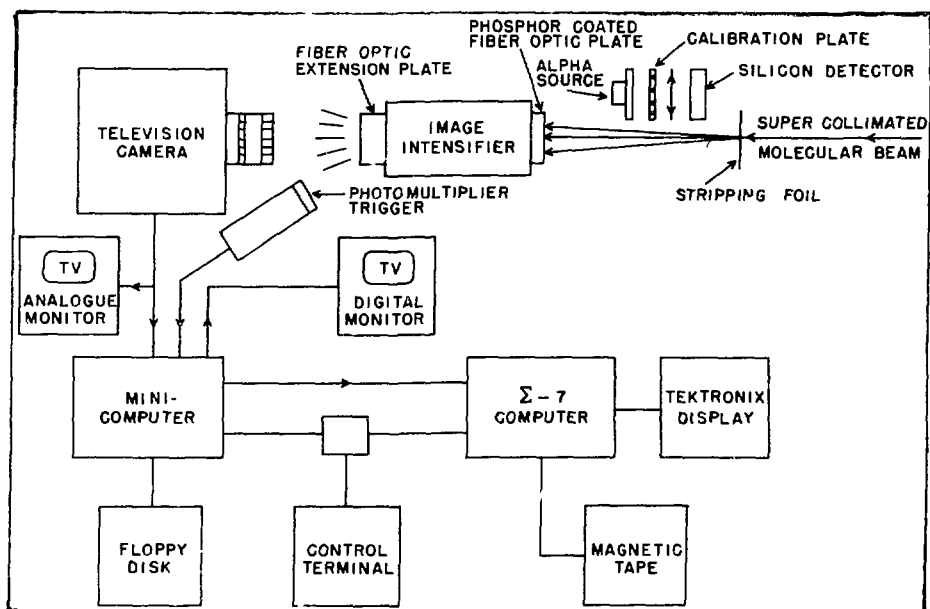 PHOSPHOR COATED
FIBER OPTIC PLATE
CALIBRATION PLATE
FIBER OPTIC
EXTENSION PLATE
ALPHA
SOURCE
SILICON DETECTOR
TELEVISION
CAMERA
IMAGE
INTENSIFIER
SUPER COLLIMATED
MOLECULAR BEAM
STRIPPING FOIL
PHOTOMULTIPLIER
TRIGGER
TV
ANALOGUE
MONITOR
TV
DIGITAL
MONITOR
MINI-
COMPUTER
Σ-7
COMPUTER
TEKTRONIX
DISPLAY
FLOPPY
DISK
CONTROL
TERMINAL
MAGNETIC
TAPE